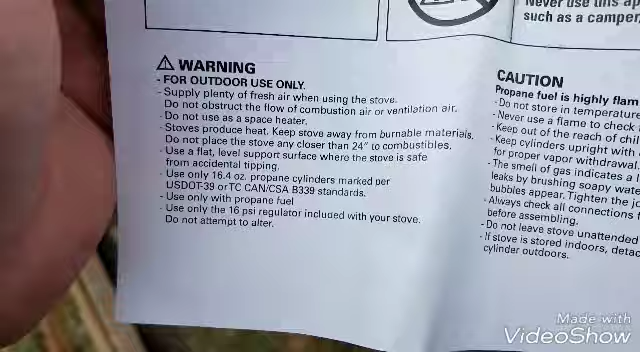 Never use this ap
such as a camper,
⚠ WARNING
- FOR OUTDOOR USE ONLY.
- Supply plenty of fresh air when using the stove.
Do not obstruct the flow of combustion air or ventilation air.
- Do not use as a space heater.
- Stoves produce heat. Keep stove away from burnable materials.
Do not place the stove any closer than 24" to combustibles.
- Use a flat, level support surface where the stove is safe
from accidental tipping.
- Use only 16.4 oz. propane cylinders marked per
USDOT-39 or TC CAN/CSA B339 standards.
- Use only with propane fuel
- Use only the 16 psi regulator included with your stove.
Do not attempt to alter.
CAUTION
Propane fuel is highly flam
- Do not store in temperature
- Never use a flame to check
- Keep out of the reach of chil
- Keep cylinders upright with
for proper vapor withdrawal.
- The smell of gas indicates a l
leaks by brushing soapy wate
bubbles appear. Tighten the jo
- Always check all connections f
before assembling.
- Do not leave stove unattended
- If stove is stored indoors, detac
cylinder outdoors.
Made with
VideoShow